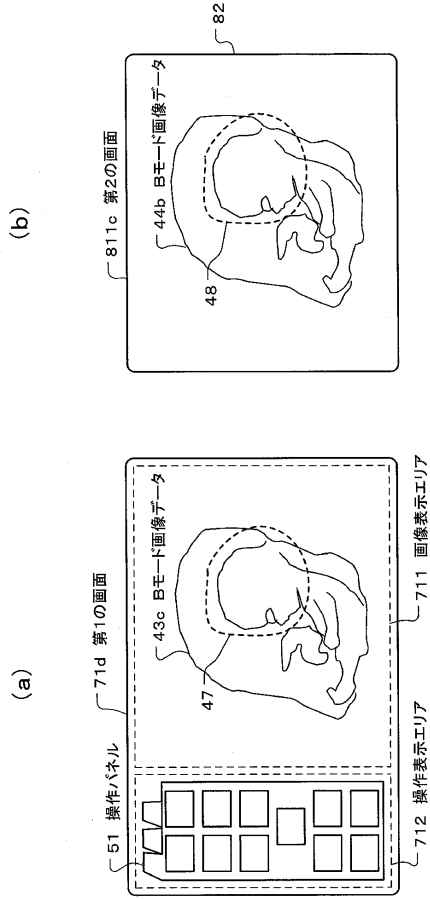 (a)
71d 第1の画面
51 操作パネル
43c Bモード画像データ
47
712 操作表示エリア
711 画像表示エリア
(b)
811c 第2の画面
44b Bモード画像データ
48
82